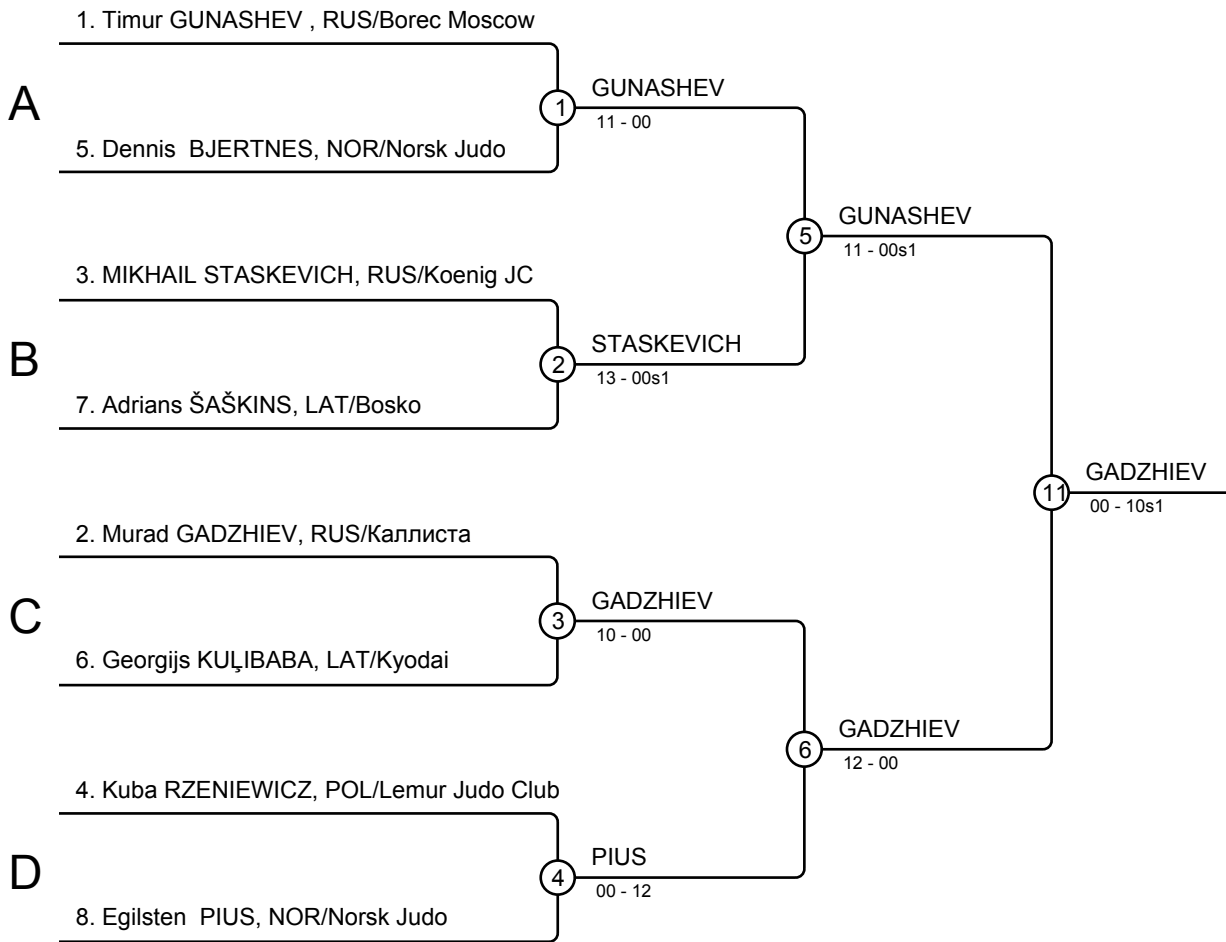 1. Timur GUNASHEV , RUS/Borec Moscow
A
1
GUNASHEV
11 - 00
5. Dennis  BJERTNES, NOR/Norsk Judo
5
GUNASHEV
11 - 00s1
3. MIKHAIL STASKEVICH, RUS/Koenig JC
B
2
STASKEVICH
13 - 00s1
7. Adrians ŠAŠKINS, LAT/Bosko
11
GADZHIEV
00 - 10s1
2. Murad GADZHIEV, RUS/Каллиста
C
3
GADZHIEV
10 - 00
6. Georgijs KUĻIBABA, LAT/Kyodai
6
GADZHIEV
12 - 00
4. Kuba RZENIEWICZ, POL/Lemur Judo Club
D
4
PIUS
00 - 12
8. Egilsten  PIUS, NOR/Norsk Judo